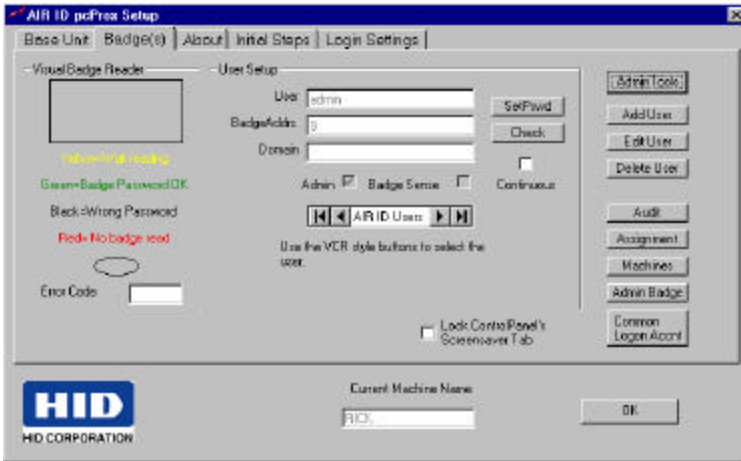 AIR ID pcProx Setup
Base Unit
Badge(s)
About
Initial Steps
Login Settings
Visual Badge Reader
Yellow=Wait reading
Green=Badge Password OK
Black=Wrong Password
Red= No badge read
Error Code
User Setup
User admin
BadgeAddrs
Domain
Admin
Badge Sense
SetPswd
Check
Continuous
AIR ID Users
Use the VCR style buttons to select the
user.
Lock ControlPanel's
Screensaver Tab
Admin Tools
Add User
Edit User
Delete User
Audit
Assignment
Machines
Admin Badge
Common
Logon Accnt
HID
HID CORPORATION
Current Machine Name
RICK
OK